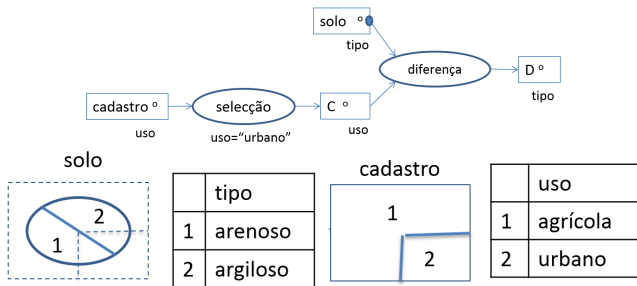 solo º
tipo
diferença
D º
tipo
cadastro º
uso
selecção
uso="urbano"
C º
uso
solo
2
1
tipo
1 arenoso
2 argiloso
cadastro
1
2
uso
1 agrícola
2 urbano